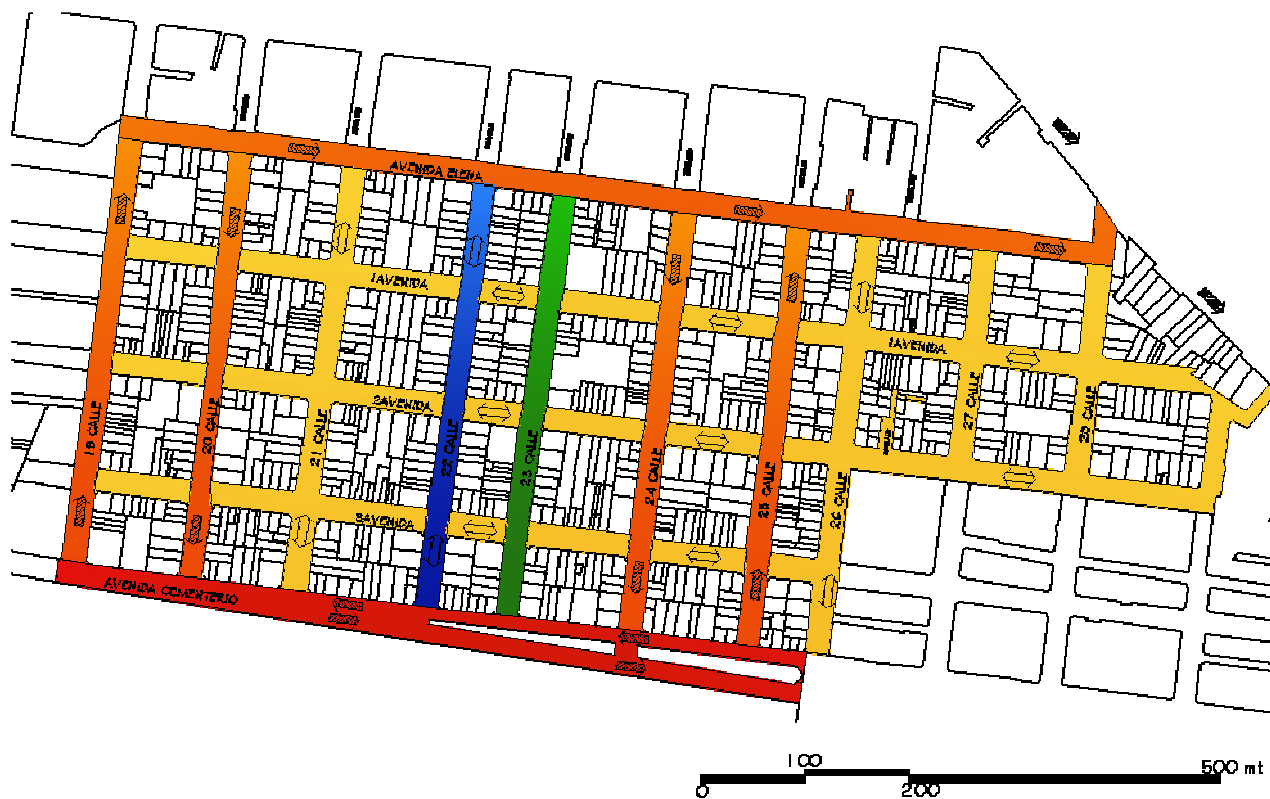 AVENIDA ELENA
1AVENIDA
1AVENIDA
2AVENIDA
3AVENIDA
19 CALLE
20 CALLE
21 CALLE
22 CALLE
23 CALLE
24 CALLE
25 CALLE
26 CALLE
27 CALLE
28 CALLE
AVENIDA CEMENTERIO
100
500 mt
0
200